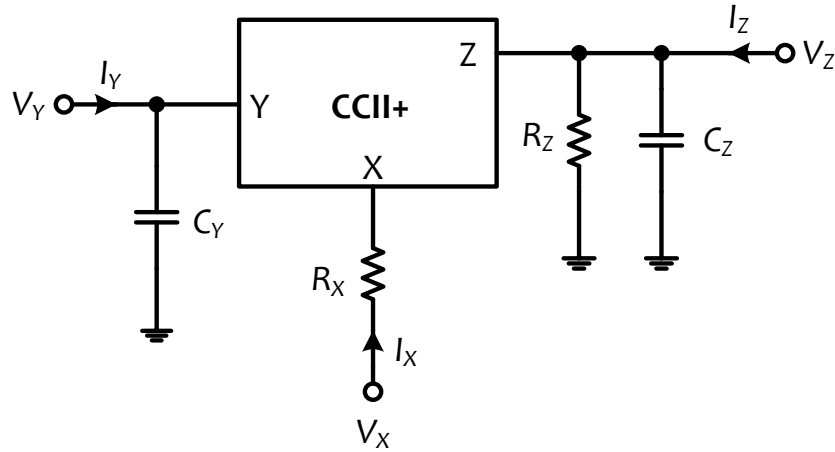 I_Z
Z
V_Z
I_Y
V_Y
Y
CCII+
R_Z
C_Z
X
C_Y
R_X
I_X
V_X